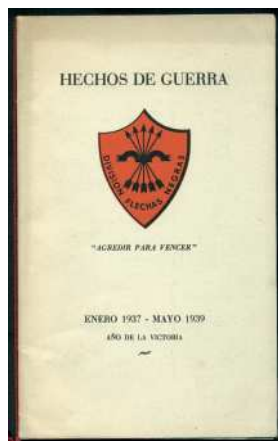 HECHOS DE GUERRA
DIVISION FLECHAS NEGRAS
"AGREDIR PARA VENCER"
ENERO 1937 - MAYO 1939
AÑO DE LA VICTORIA